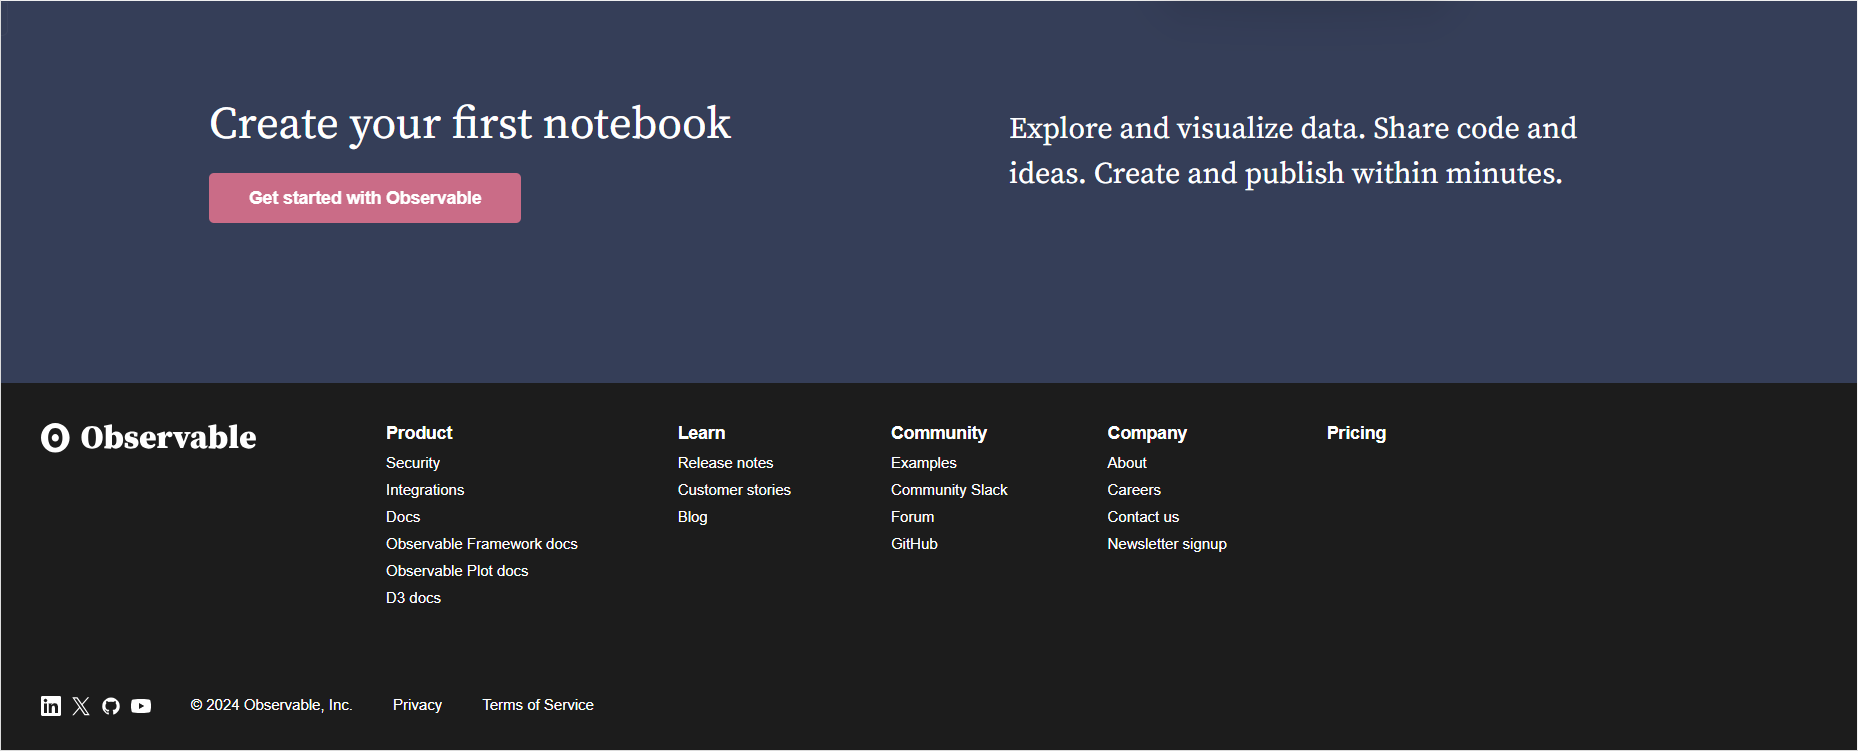 Create your first notebook
Get started with Observable
Explore and visualize data. Share code and
ideas. Create and publish within minutes.
Observable
Product
Security
Integrations
Docs
Observable Framework docs
Observable Plot docs
D3 docs
Learn
Release notes
Customer stories
Blog
Community
Examples
Community Slack
Forum
GitHub
Company
About
Careers
Contact us
Newsletter signup
Pricing
© 2024 Observable, Inc.
Privacy
Terms of Service